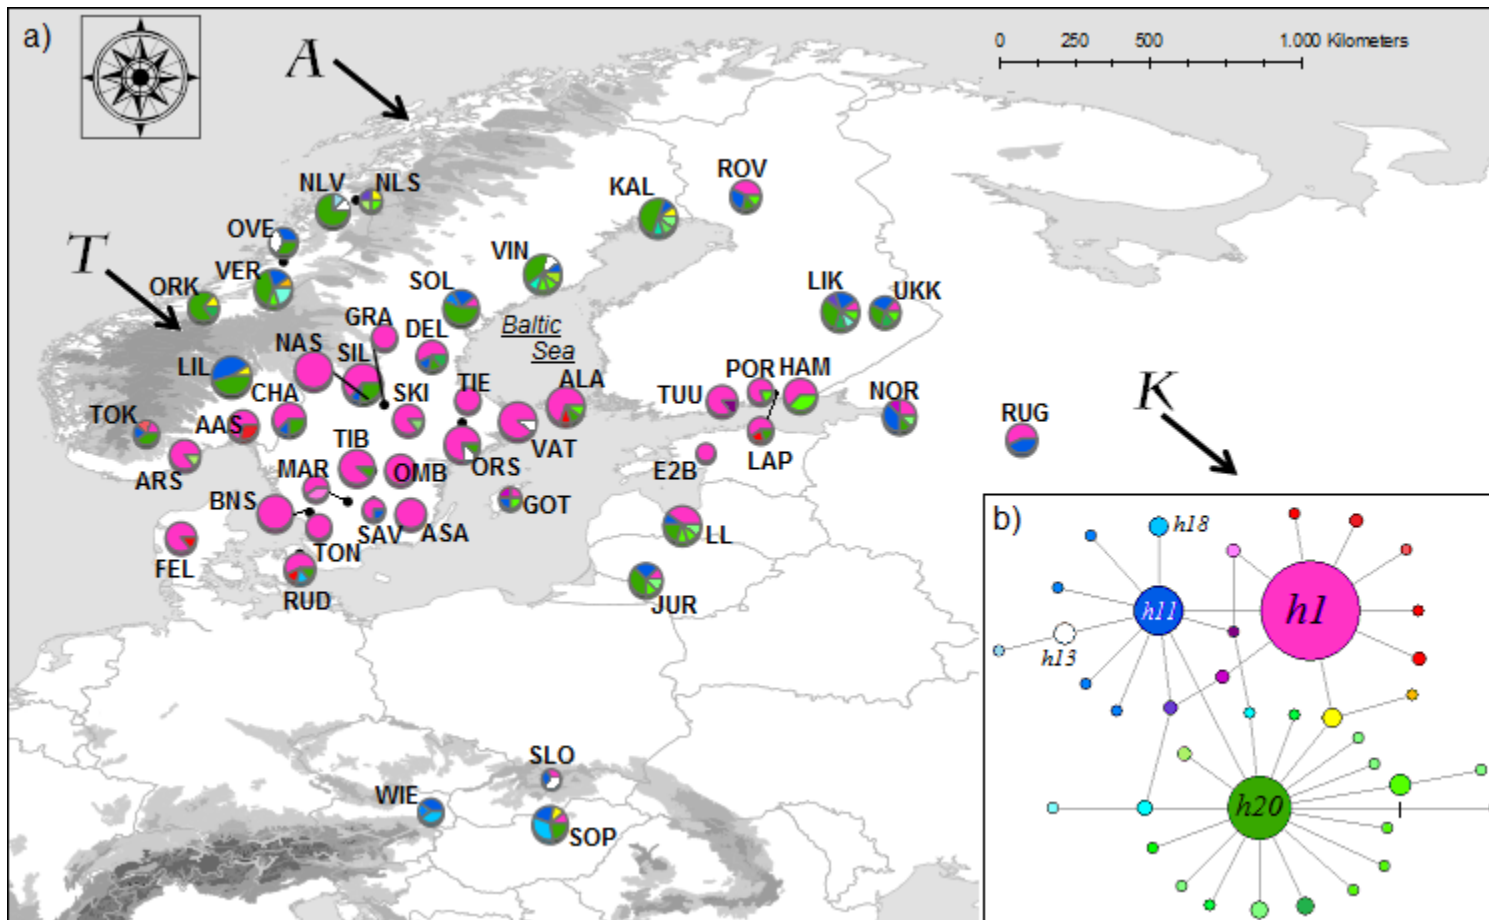 a)
A
0 250 500 1.000 Kilometers
ROV
NLV NLS
KAL
OVE
T
VIN
VER
ORK
SOL
LIK
UKK
GRA
Baltic
Sea
DEL
NAS
SIL
LIL
POR HAM
ALA
TIE
CHA
SKI
TUU
NOR
K
TOK
AAS
RUG
VAT
TIB
LAP
ORS
OMB
E2B
MAR
ARS
BNS
GOT
SAV
ASA
LL
TON
FEL
RUD
JUR
SLO
WIE
SOP
b)
h18
h11
h1
h13
h20